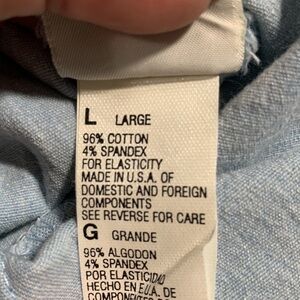 L LARGE
96% COTTON
4% SPANDEX
FOR ELASTICITY
MADE IN U.S.A. OF
DOMESTIC AND FOREIGN
COMPONENTS
SEE REVERSE FOR CARE
G GRANDE
96% ALGODON
4% SPANDEX
POR ELASTICIDAD
HECHO EN E.U.A. DE